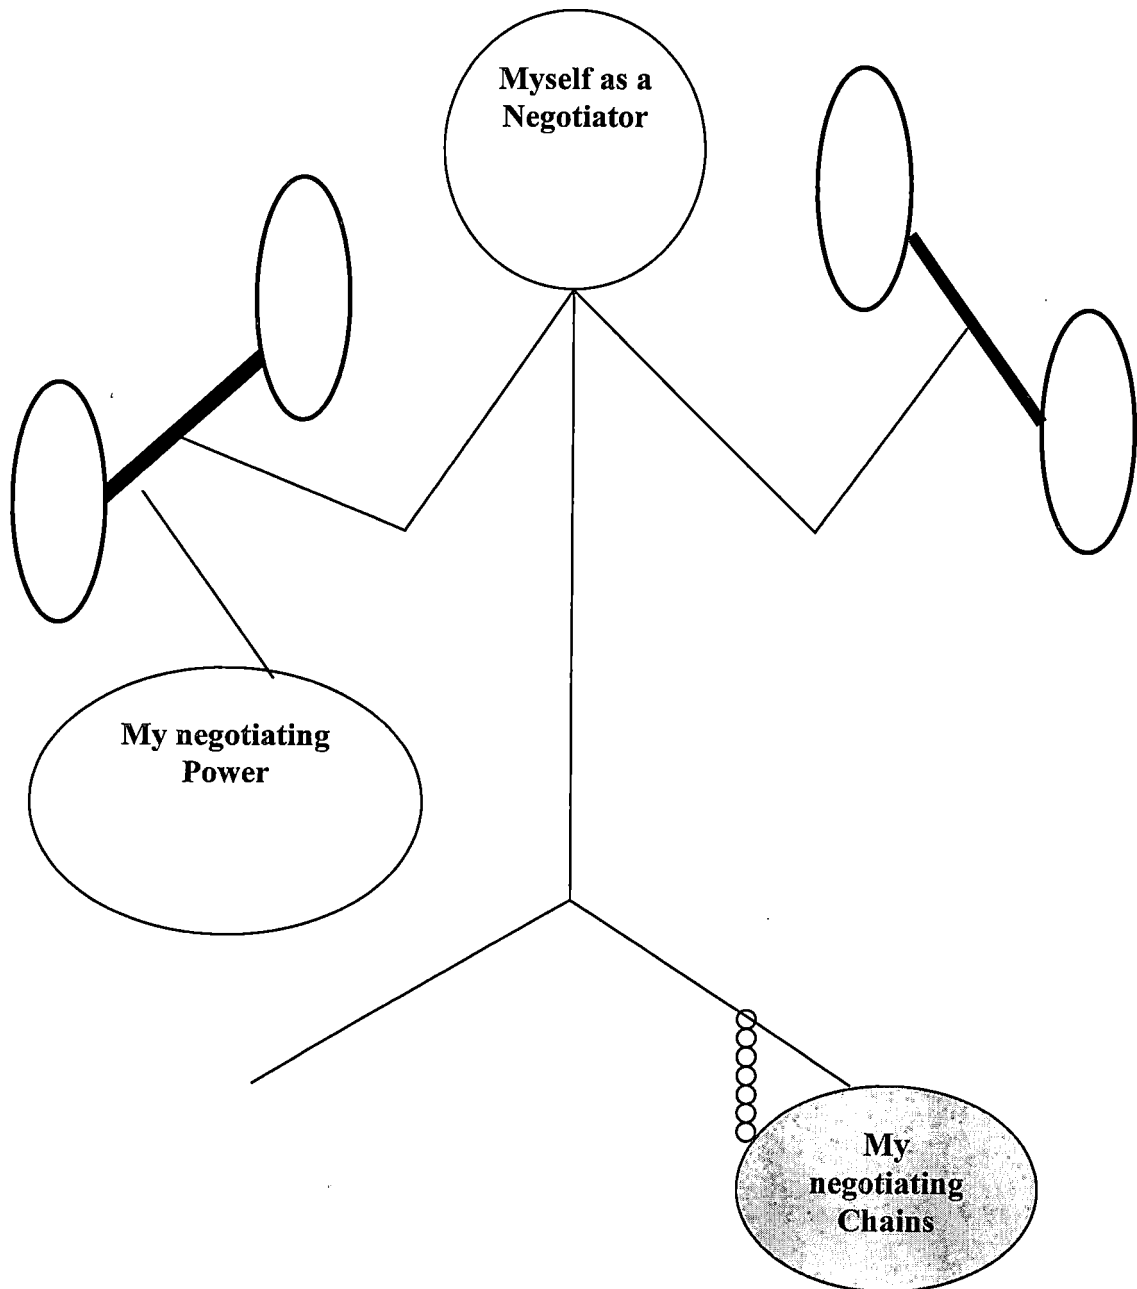 Myself as a
Negotiator
My negotiating
Power
My
negotiating
Chains